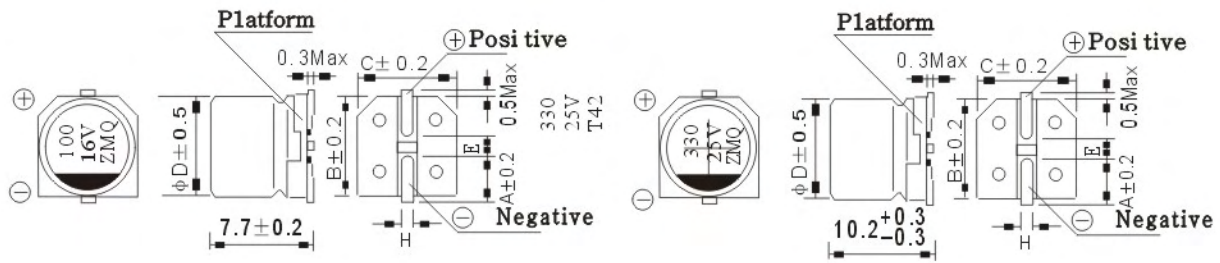 Platform
0.3Max
C± 0.2
⊕ Posi tive
0.5Max
⊕
⊖
100
16V
ZMQ
φD±0.5
B±0.2
E
A±0.2
⊖ Negative
H
7.7±0.2
330
25V
T42
Platform
0.3Max
C± 0.2
⊕ Posi tive
0.5Max
⊕
⊖
330
25V
ZMQ
φD±0.5
B±0.2
E
A±0.2
⊖ Negative
H
10.2+0.3
-0.3